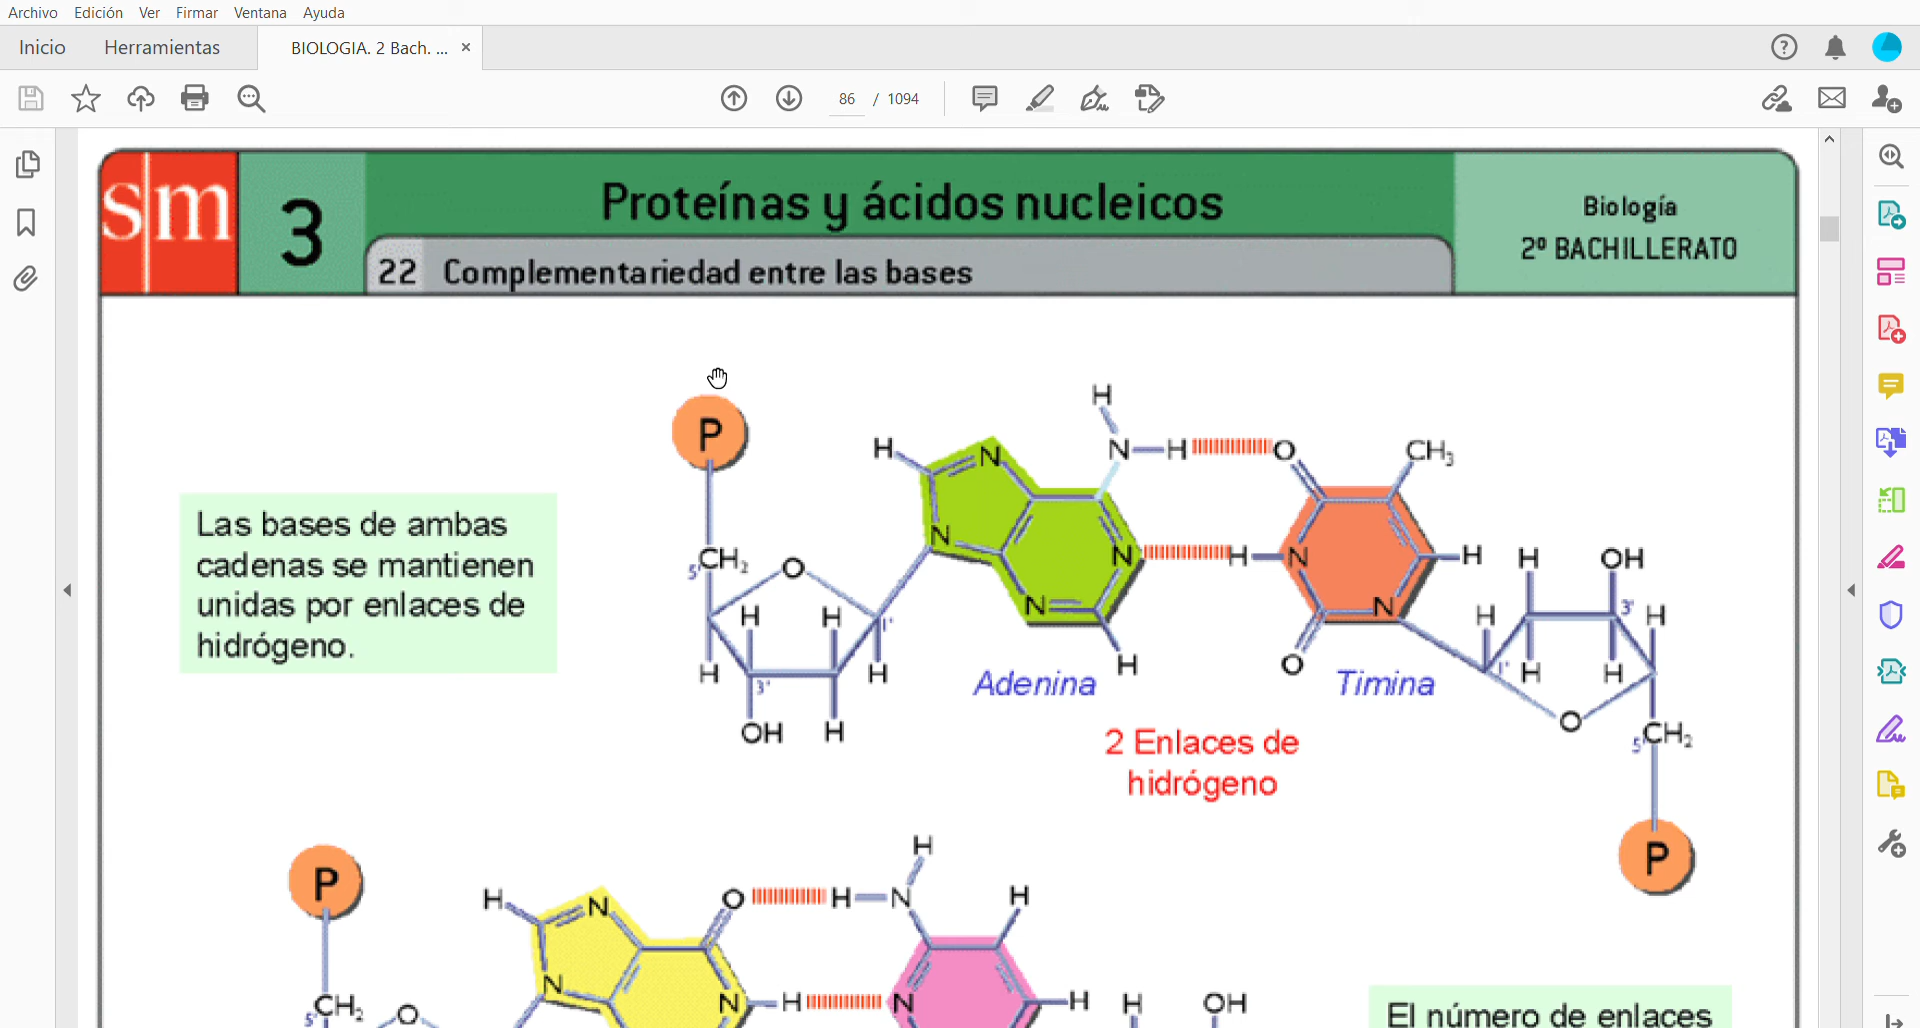 Archivo Edición Ver Firmar Ventana Ayuda
Inicio Herramientas BIOLOGIA. 2 Bach. ... ×
86 / 1094
sm 3 Proteínas y ácidos nucleicos
Biología
2º BACHILLERATO
22 Complementariedad entre las bases
Las bases de ambas
cadenas se mantienen
unidas por enlaces de
hidrógeno.
P
H
H N N H O CH₃
N N H N H H OH
5' CH₂ O
H H 1' N N H 3' H
H 3' H H O 1' H H
Adenina Timina
OH H O
5' CH₂
2 Enlaces de
hidrógeno
P
P H
H N O H N H
N N H N H H OH
5' CH₂ O
El número de enlaces